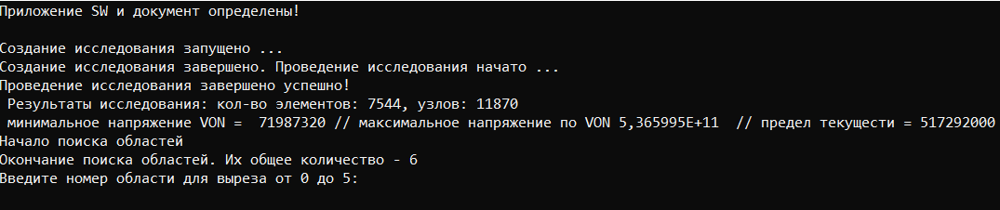 Приложение SW и документ определены!
Создание исследования запущено ...
Создание исследования завершено. Проведение исследования начато ...
Проведение исследования завершено успешно!
Результаты исследования: кол-во элементов: 7544, узлов: 11870
минимальное напряжение VON =  71987320 // максимальное напряжение по VON 5,365995E+11  // предел текущести = 517292000
Начало поиска областей
Окончание поиска областей. Их общее количество - 6
Введите номер области для выреза от 0 до 5: